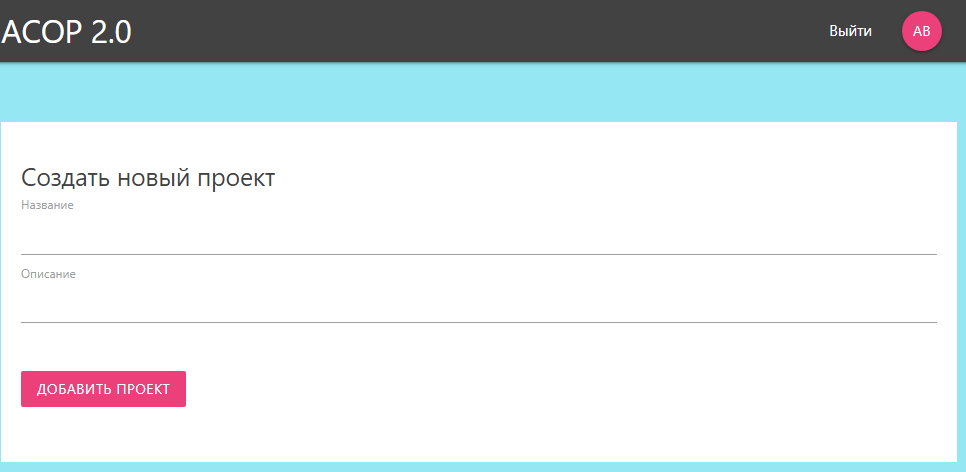 АСОР 2.0
Выйти
АВ
Создать новый проект
Название
Описание
ДОБАВИТЬ ПРОЕКТ